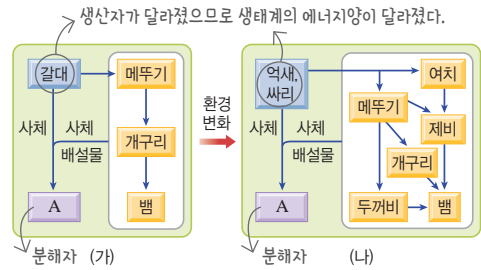 생산자가 달라졌으므로 생태계의 에너지양이 달라졌다.
갈대
메뚜기
사체
사체
배설물
개구리
A
뱀
분해자
(가)
환경
변화
억새,
싸리
여치
메뚜기
제비
사체
사체
배설물
개구리
A
두꺼비
뱀
분해자
(나)